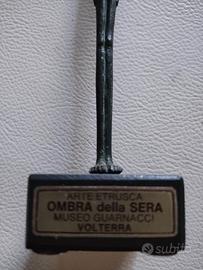 ARTE ETRUSCA
OMBRA della SERA
MUSEO GUARNACCI
VOLTERRA
subito